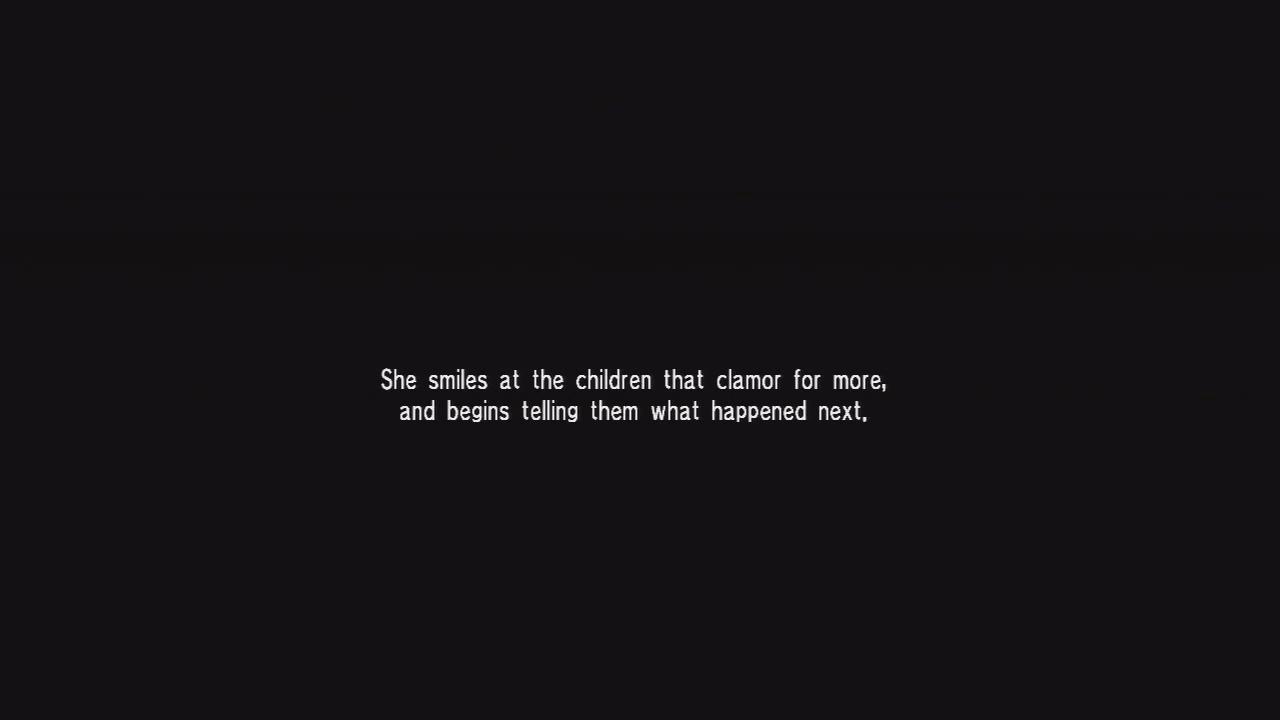 She smiles at the children that clamor for more,
and begins telling them what happened next.